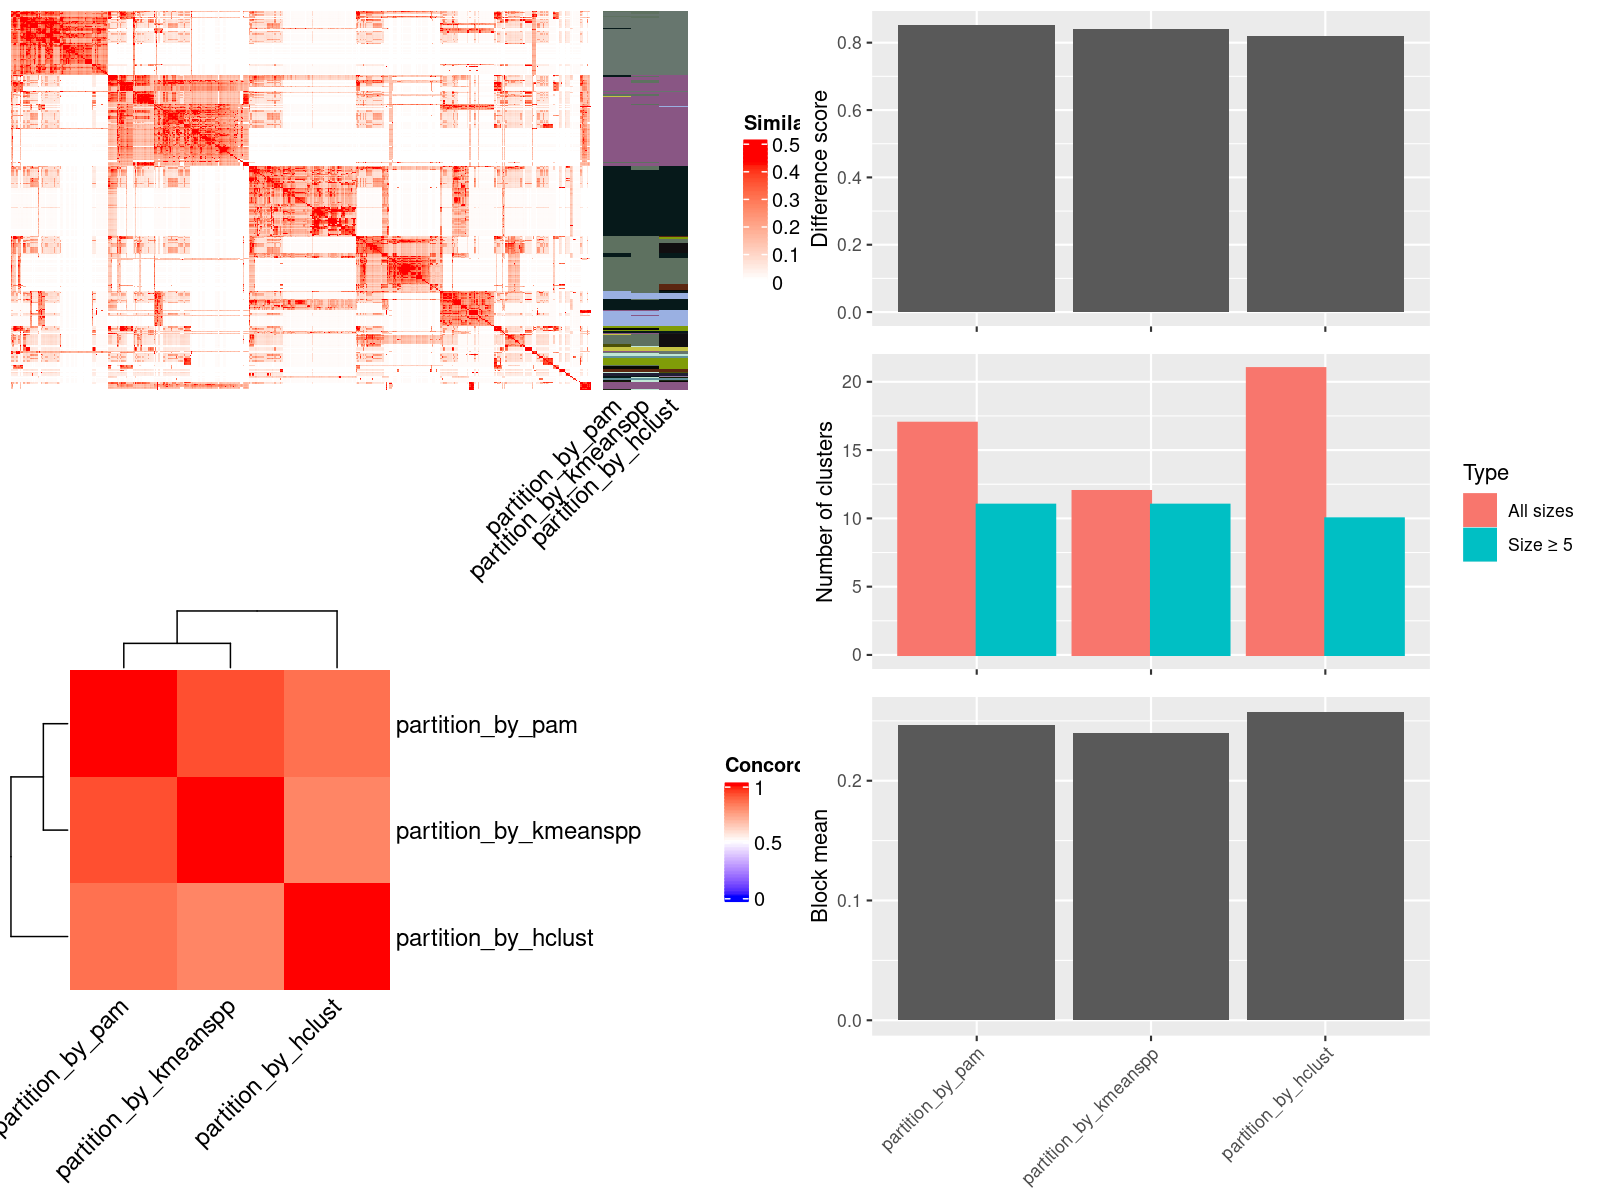 Simila
0.5
0.4
0.3
0.2
0.1
0
partition_by_pam
partition_by_kmeanspp
partition_by_hclust
Difference score
0.8
0.6
0.4
0.2
0.0
Number of clusters
20
15
10
5
0
Type
All sizes
Size ≥ 5
partition_by_pam
partition_by_kmeanspp
partition_by_hclust
partition_by_pam
partition_by_kmeanspp
partition_by_hclust
Concord
1
0.5
0
Block mean
0.2
0.1
0.0
partition_by_pam
partition_by_kmeanspp
partition_by_hclust